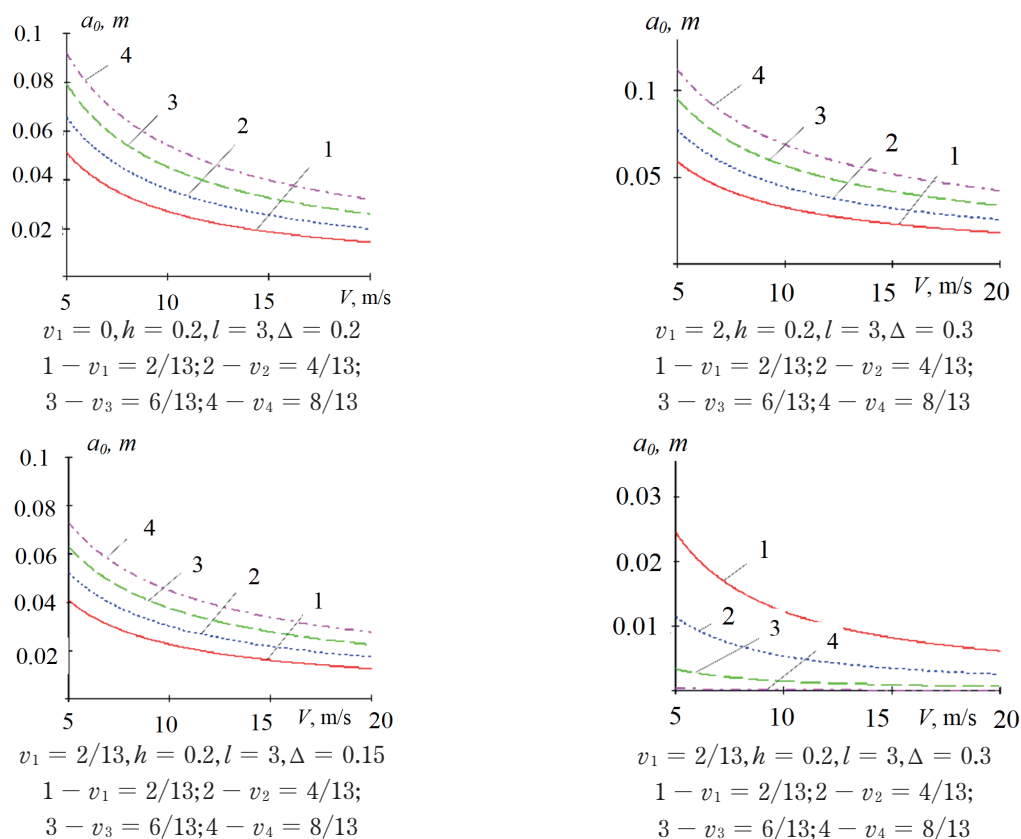 a₀, m
0.1
0.08
0.06
0.04
0.02
4
3
2
1
5
10
15
V, m/s
v₁ = 0, h = 0.2, l = 3, Δ = 0.2
1 − v₁ = 2/13; 2 − v₂ = 4/13;
3 − v₃ = 6/13; 4 − v₄ = 8/13
a₀, m
0.1
0.05
4
3
2
1
5
10
15
V, m/s
20
v₁ = 2, h = 0.2, l = 3, Δ = 0.3
1 − v₁ = 2/13; 2 − v₂ = 4/13;
3 − v₃ = 6/13; 4 − v₄ = 8/13
a₀, m
0.1
0.08
0.06
0.04
0.02
4
3
2
1
5
10
15
V, m/s
20
v₁ = 2/13, h = 0.2, l = 3, Δ = 0.15
1 − v₁ = 2/13; 2 − v₂ = 4/13;
3 − v₃ = 6/13; 4 − v₄ = 8/13
a₀, m
0.03
0.02
0.01
1
2
3
4
5
10
15
V, m/s
20
v₁ = 2/13, h = 0.2, l = 3, Δ = 0.3
1 − v₁ = 2/13; 2 − v₂ = 4/13;
3 − v₃ = 6/13; 4 − v₄ = 8/13